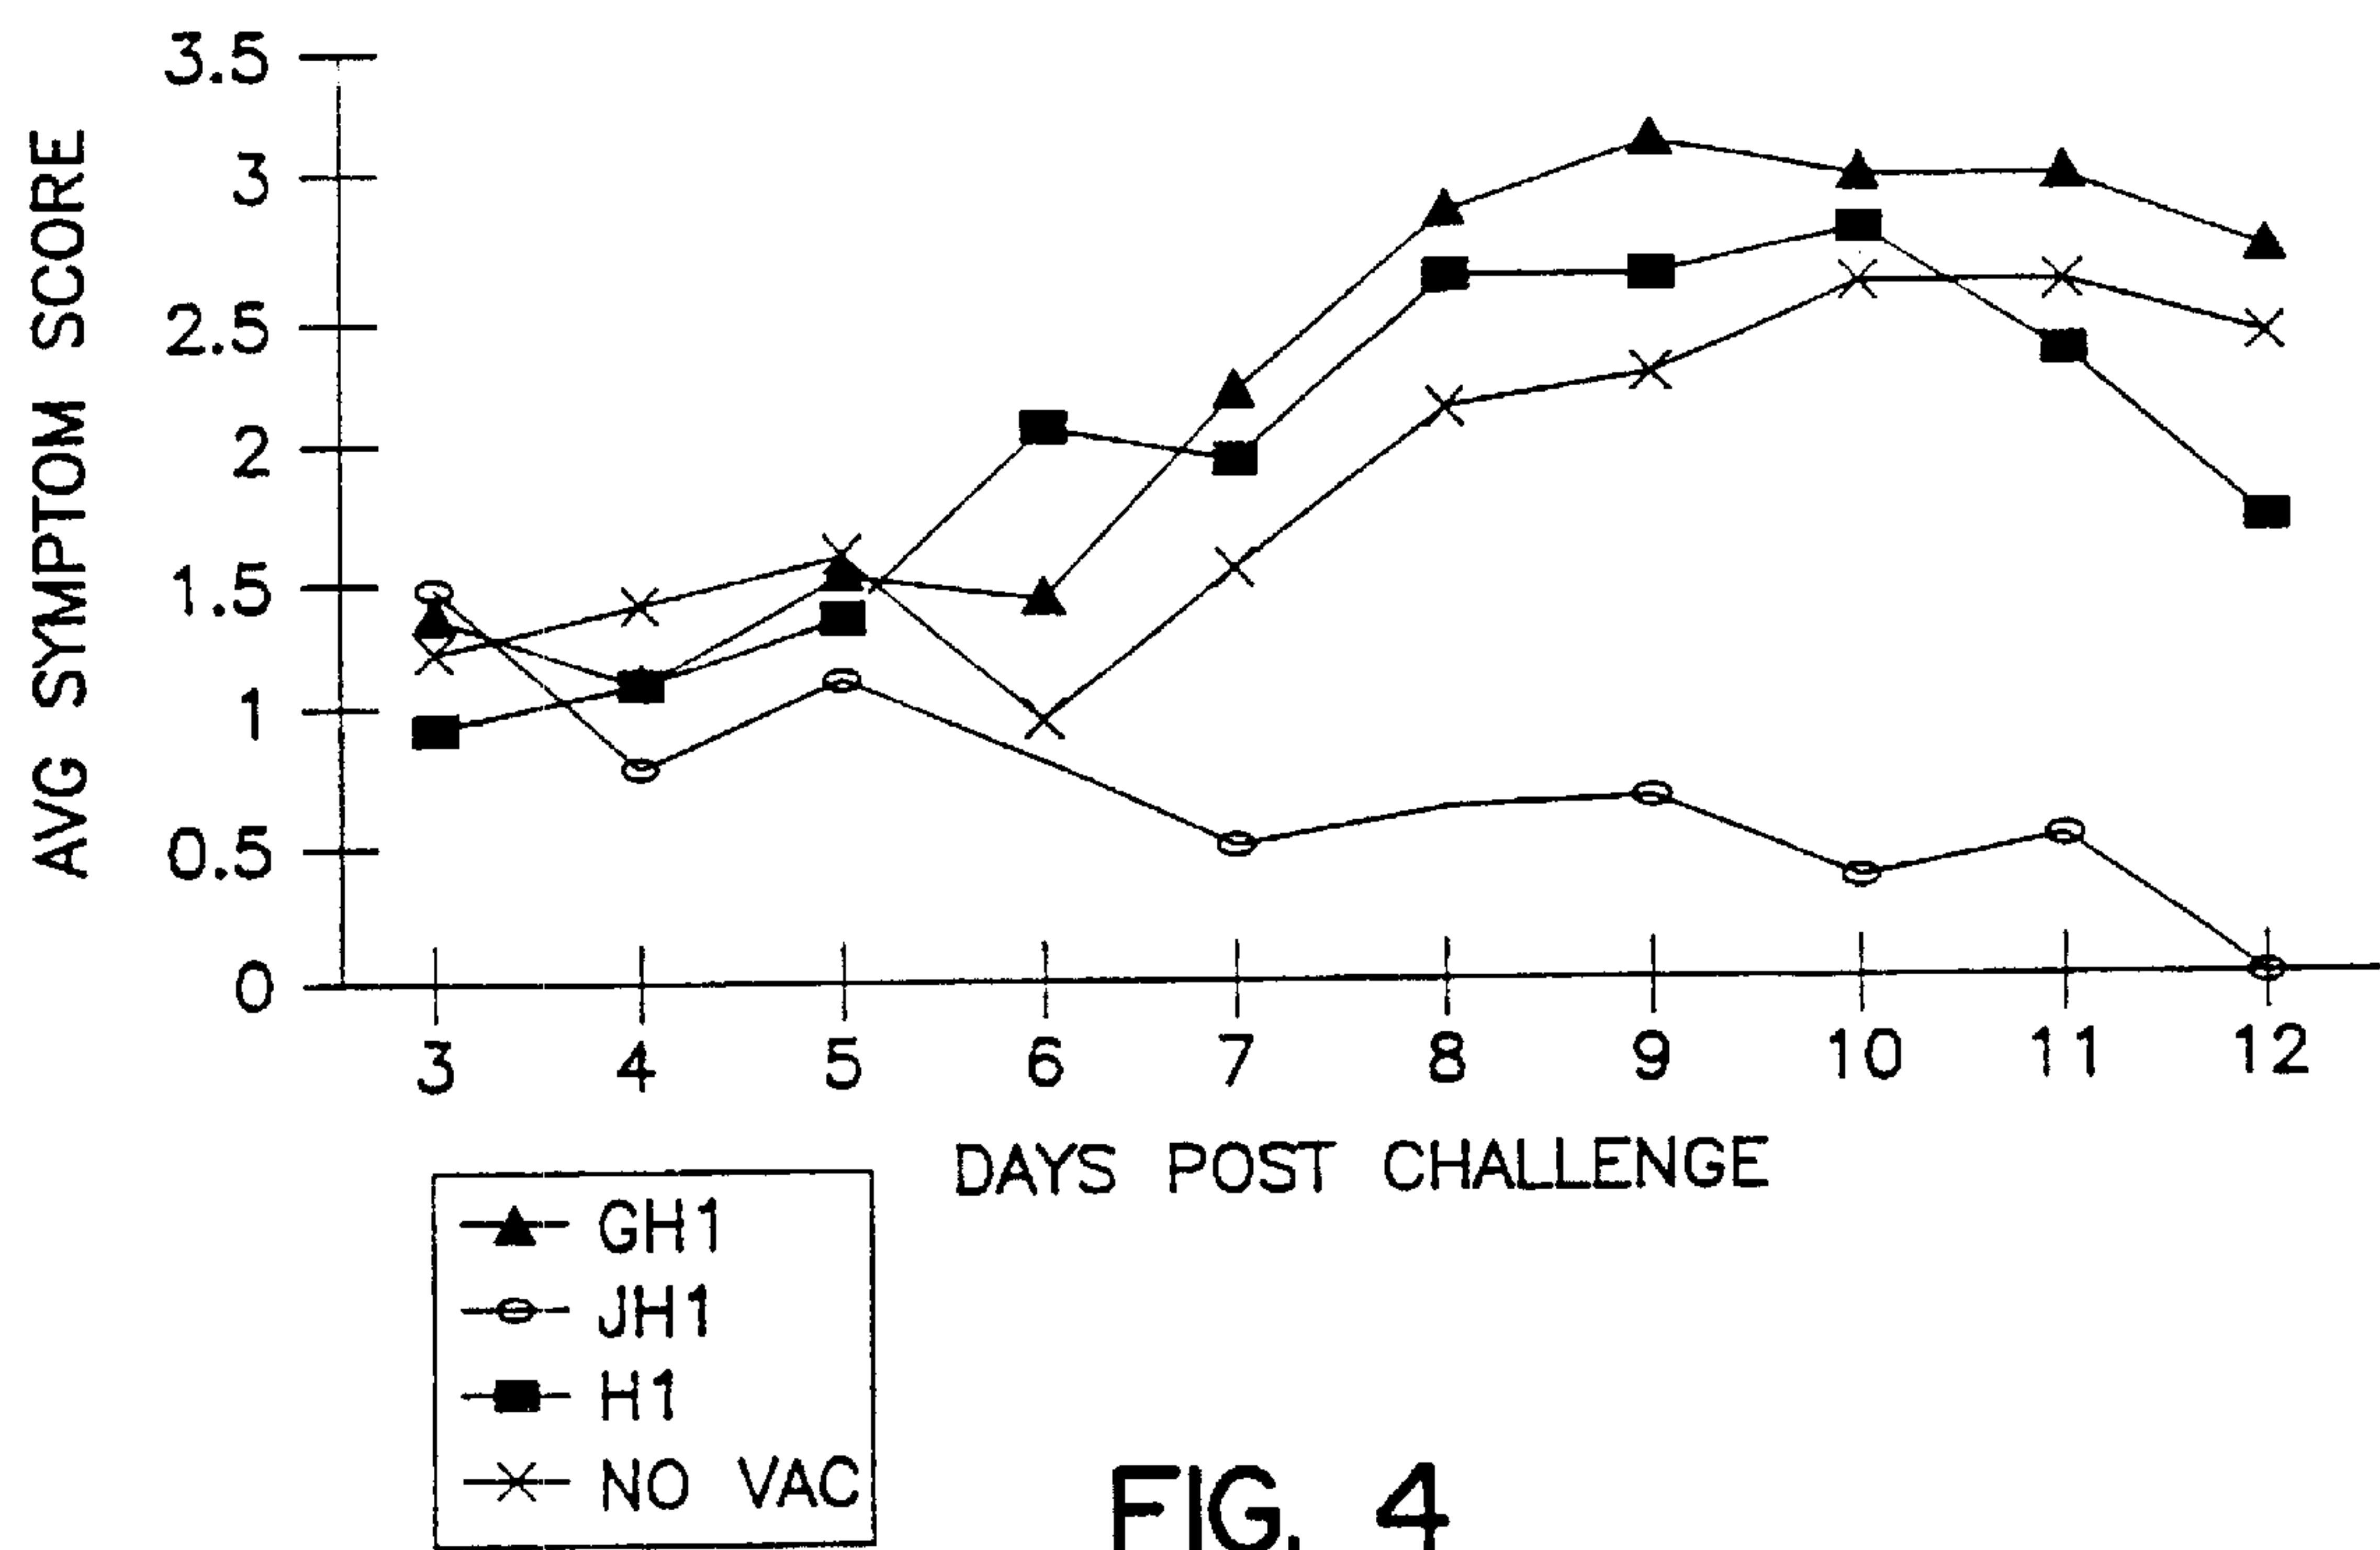 AVG SYMPTOM SCORE
3.5
3
2.5
2
1.5
1
0.5
0
3 4 5 6 7 8 9 10 11 12
DAYS POST CHALLENGE
GH1
JH1
H1
NO VAC
FIG. 4